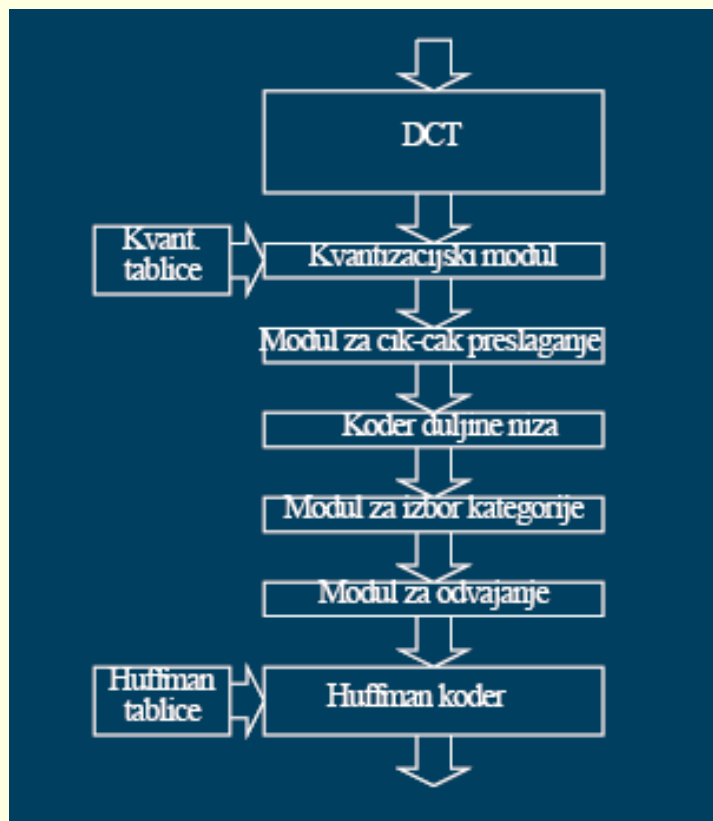 DCT
Kvant.
tablice
Kvantizacijski modul
Modul za cik-cak preslaganje
Koder duljine niza
Modul za izbor kategorije
Modul za odvajanje
Huffman
tablice
Huffman koder